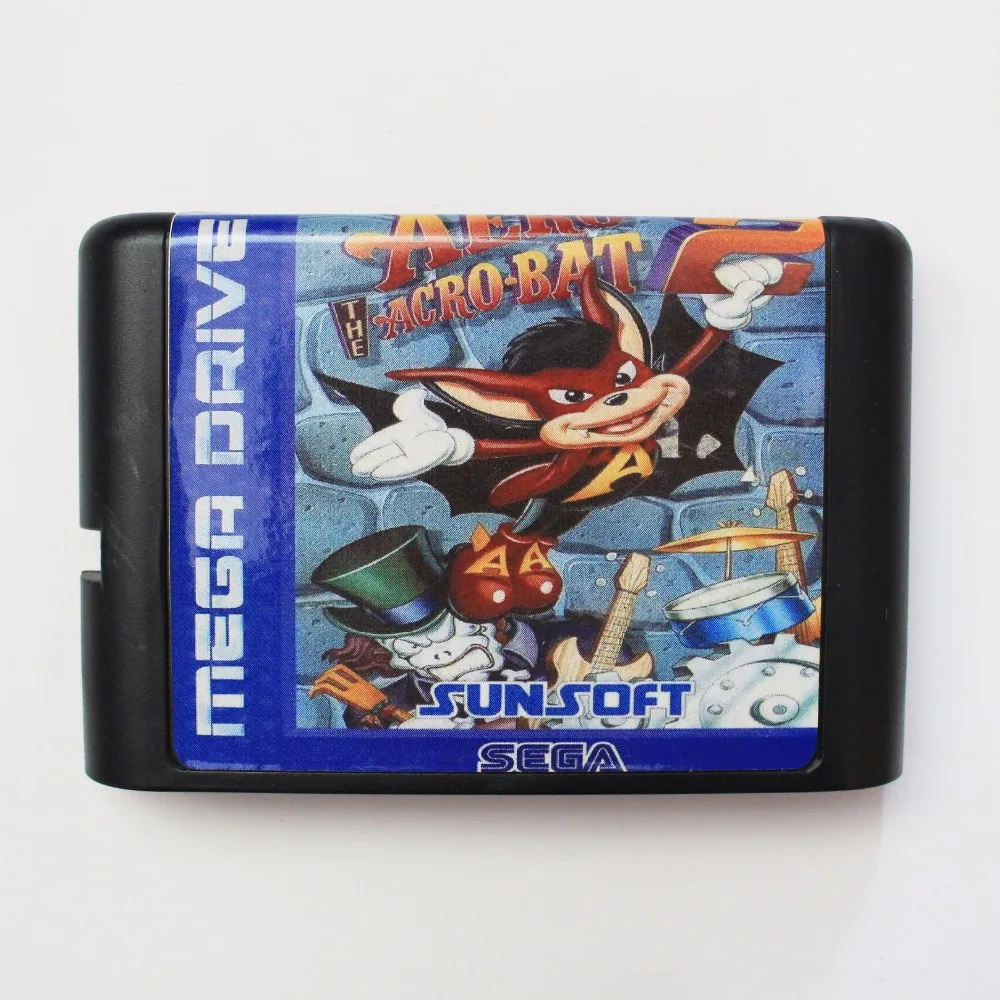 MEGA DRIVE
AERO
THE
ACRO-BAT
2
A
A A
SUNSOFT
SEGA